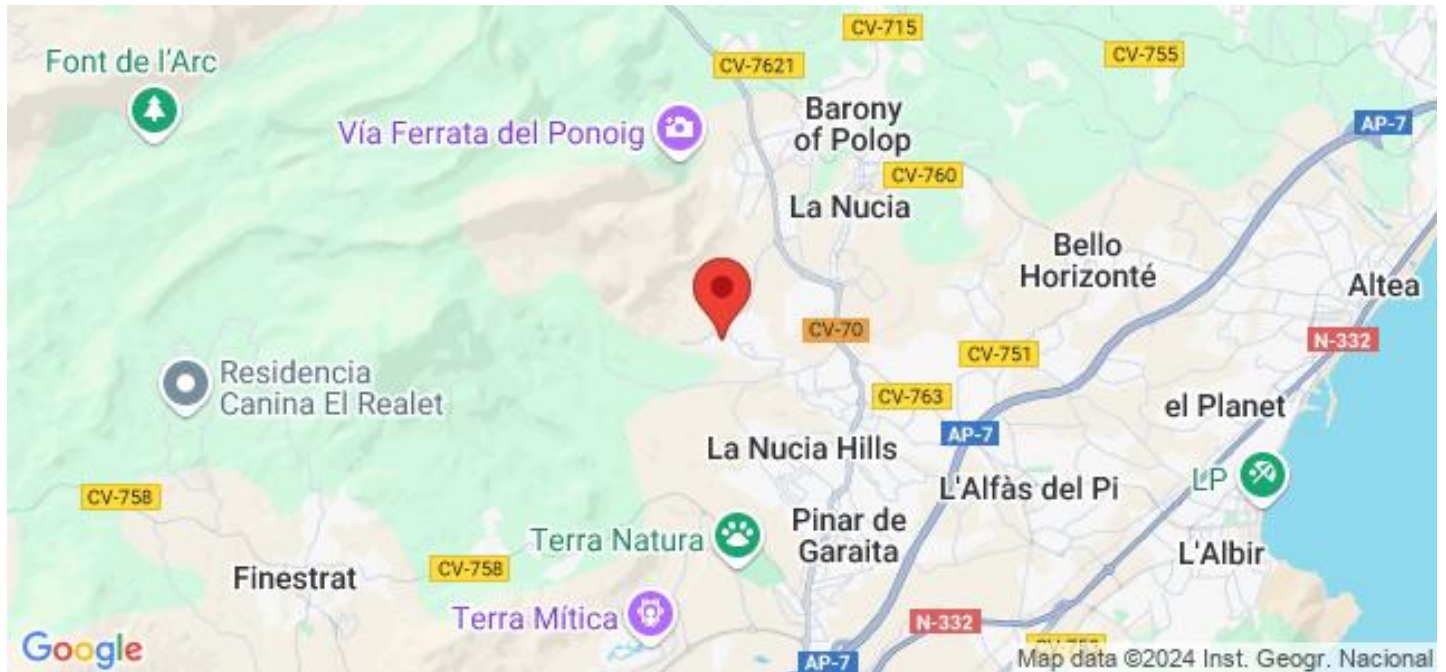 CV-715
Font de l'Arc
CV-755
CV-7621
Barony
of Polop
AP-7
Vía Ferrata del Ponoig
CV-760
La Nucia
Bello
Horizonté
Altea
CV-70
N-332
CV-751
Residencia
Canina El Realet
CV-763
el Planet
AP-7
La Nucia Hills
LP
L'Alfàs del Pi
CV-758
Pinar de
Garaita
Terra Natura
L'Albir
Finestrat
CV-758
Terra Mítica
N-332
Google
AP-7
Map data ©2024 Inst. Geogr. Nacional